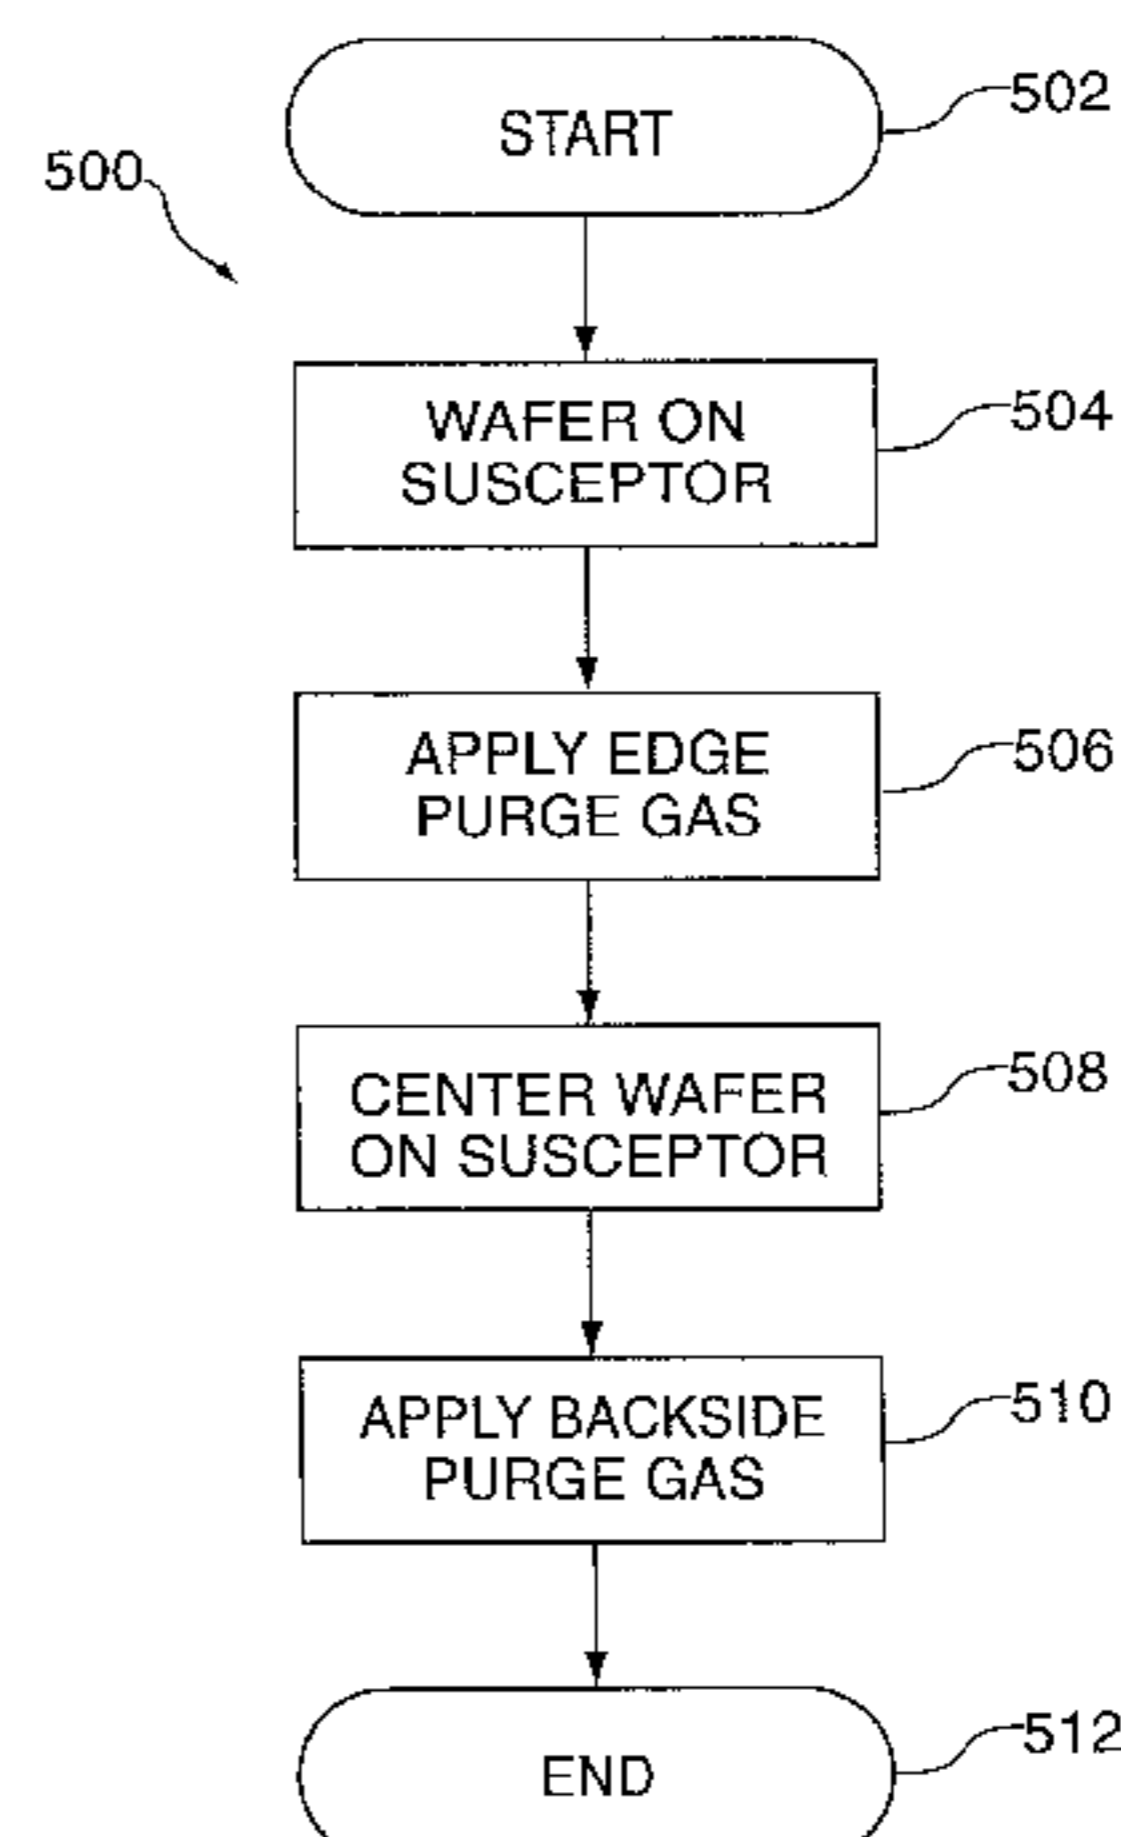 START
502
500
WAFER ON
SUSCEPTOR
504
APPLY EDGE
PURGE GAS
506
CENTER WAFER
ON SUSCEPTOR
508
APPLY BACKSIDE
PURGE GAS
510
END
512